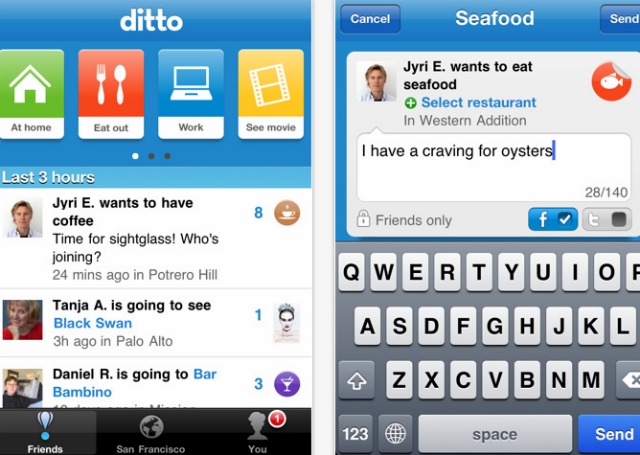 ditto
At home
Eat out
Work
See movie
Last 3 hours
Jyri E. wants to have
coffee
Time for sightglass! Who's
joining?
24 mins ago in Potrero Hill
8
Tanja A. is going to see
Black Swan
3h ago in Palo Alto
1
Daniel R. is going to Bar
Bambino
3
Friends
San Francisco
You
1
Cancel
Seafood
Send
Jyri E. wants to eat
seafood
Select restaurant
In Western Addition
I have a craving for oysters
28/140
Friends only
f
t
Q W E R T Y U I O P
A S D F G H J K L
Z X C V B N M
123
space
Send